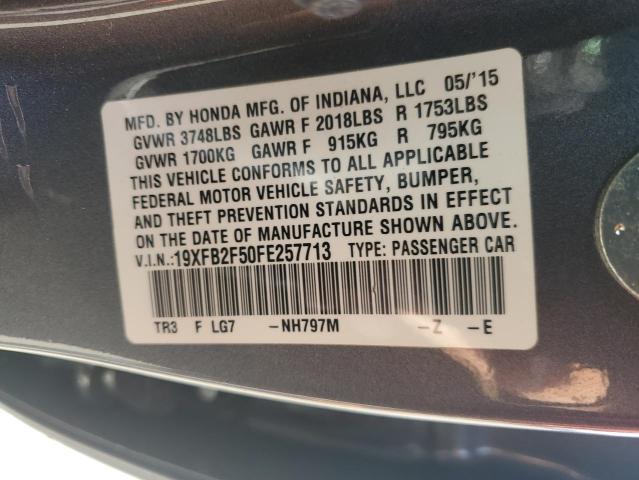 MFD. BY HONDA MFG. OF INDIANA, LLC 05/'15
GVWR 3748LBS GAWR F 2018LBS R 1753LBS
GVWR 1700KG GAWR F 915KG R 795KG
THIS VEHICLE CONFORMS TO ALL APPLICABLE
FEDERAL MOTOR VEHICLE SAFETY, BUMPER,
AND THEFT PREVENTION STANDARDS IN EFFECT
ON THE DATE OF MANUFACTURE SHOWN ABOVE.
V.I.N.:19XFB2F50FE257713 TYPE: PASSENGER CAR
TR3 F LG7 -NH797M -Z -E